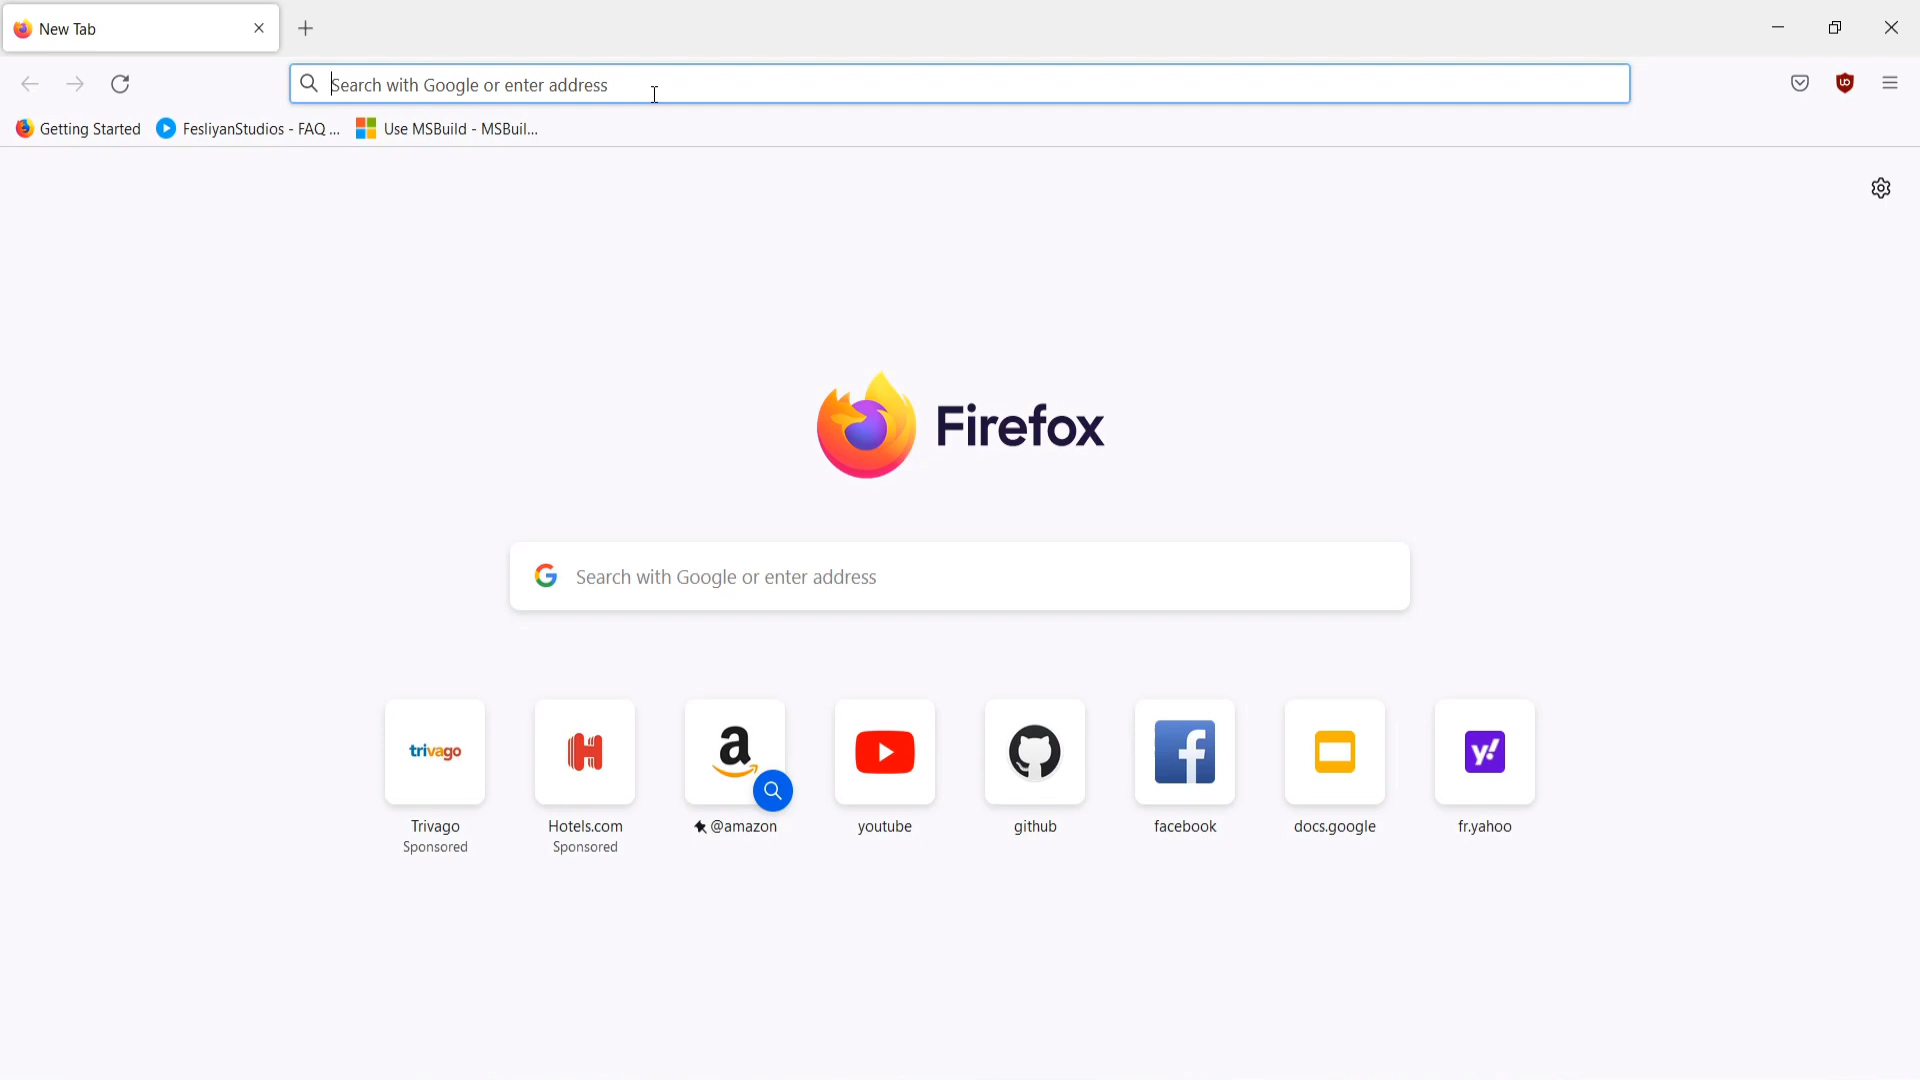 New Tab
Search with Google or enter address
Getting Started FesliyanStudios - FAQ ... Use MSBuild - MSBuil...
Firefox
Search with Google or enter address
trivago
Trivago Hotels.com @amazon youtube github facebook docs.google fr.yahoo
Sponsored Sponsored